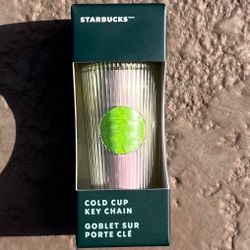 STARBUCKS
COLD CUP
KEY CHAIN
GOBLET SUR
PORTE CLÉ